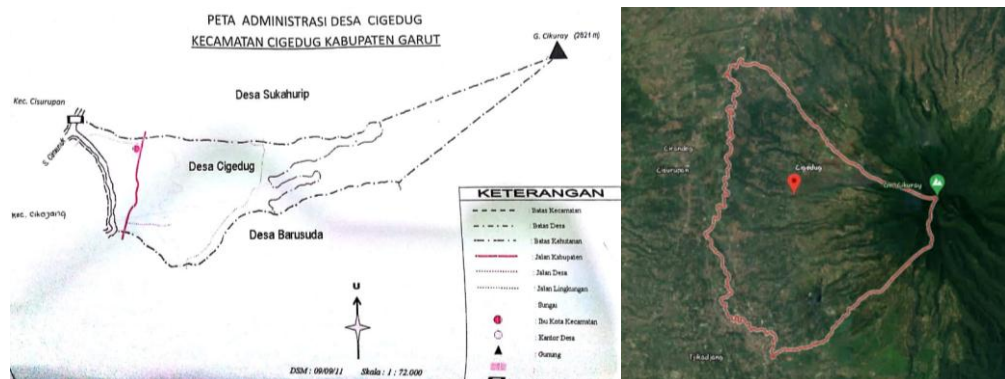 PETA ADMINISTRASI DESA CIGEDUG
KECAMATAN CIGEDUG KABUPATEN GARUT
G. Cikuray (2821 m)
Desa Sukahurip
Kec. Cisurupan
Desa Cigedug
Kec. Cikajang
Desa Barusuda
U
DSM : 09/09/11 Skala : 1 : 72.000
KETERANGAN
: Batas Kecamatan
: Batas Desa
: Batas Kehutanan
: Jalan Kabupaten
: Jalan Desa
: Jalan Lingkungan
Sungai
: Ibu Kota Kecamatan
: Kantor Desa
: Gunung
Cisurupan
Cigedug
Cikuray
Tjikadjang